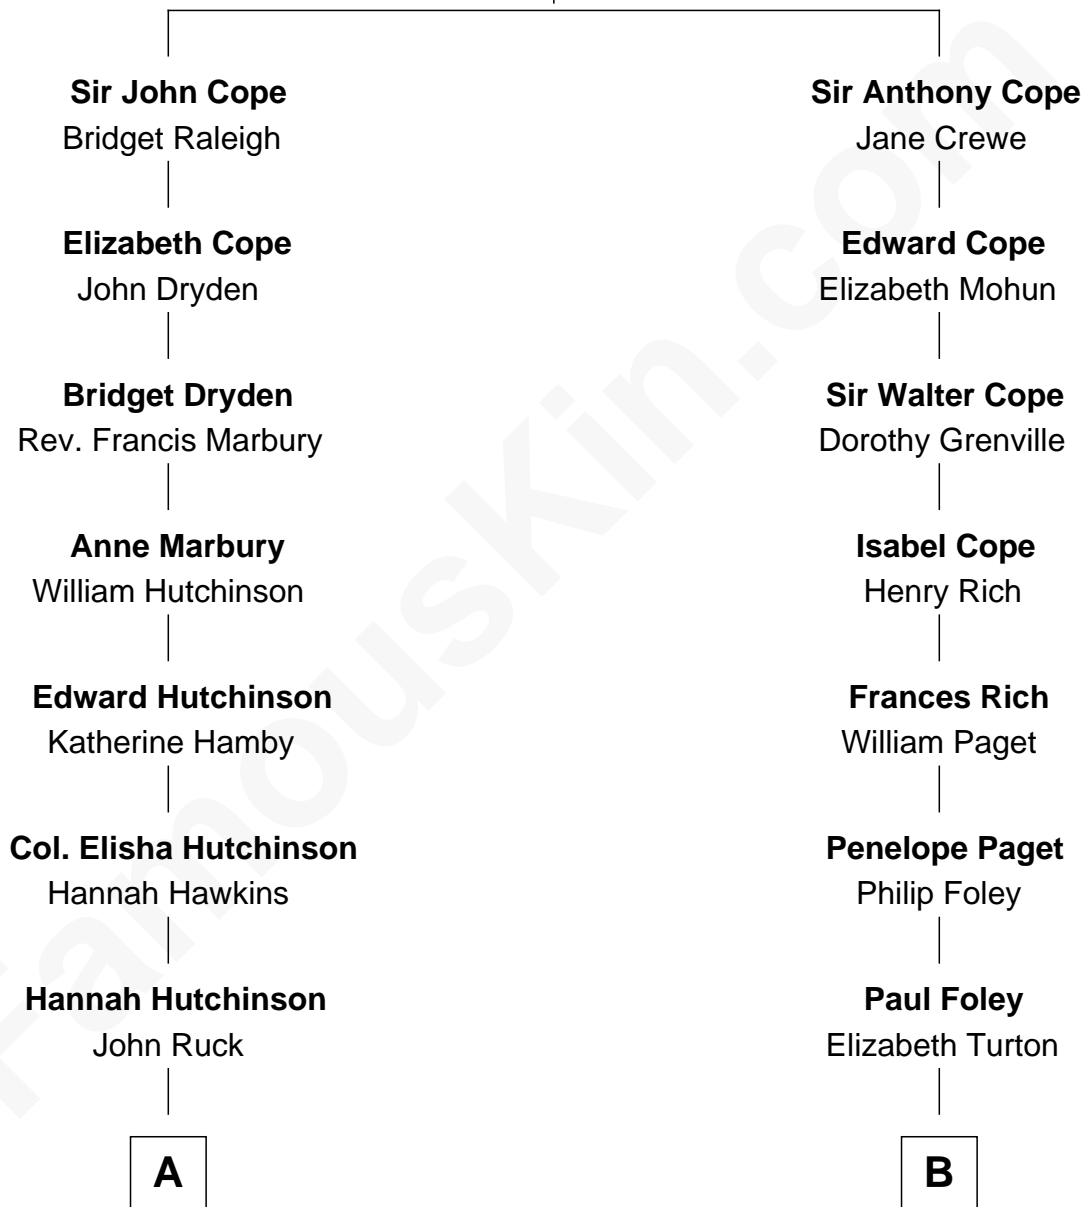 Sir John Cope
Bridget Raleigh
Elizabeth Cope
John Dryden
Bridget Dryden
Rev. Francis Marbury
Anne Marbury
William Hutchinson
Edward Hutchinson
Katherine Hamby
Col. Elisha Hutchinson
Hannah Hawkins
Hannah Hutchinson
John Ruck
A
Sir Anthony Cope
Jane Crewe
Edward Cope
Elizabeth Mohun
Sir Walter Cope
Dorothy Grenville
Isabel Cope
Henry Rich
Frances Rich
William Paget
Penelope Paget
Philip Foley
Paul Foley
Elizabeth Turton
B
FamousKin.com